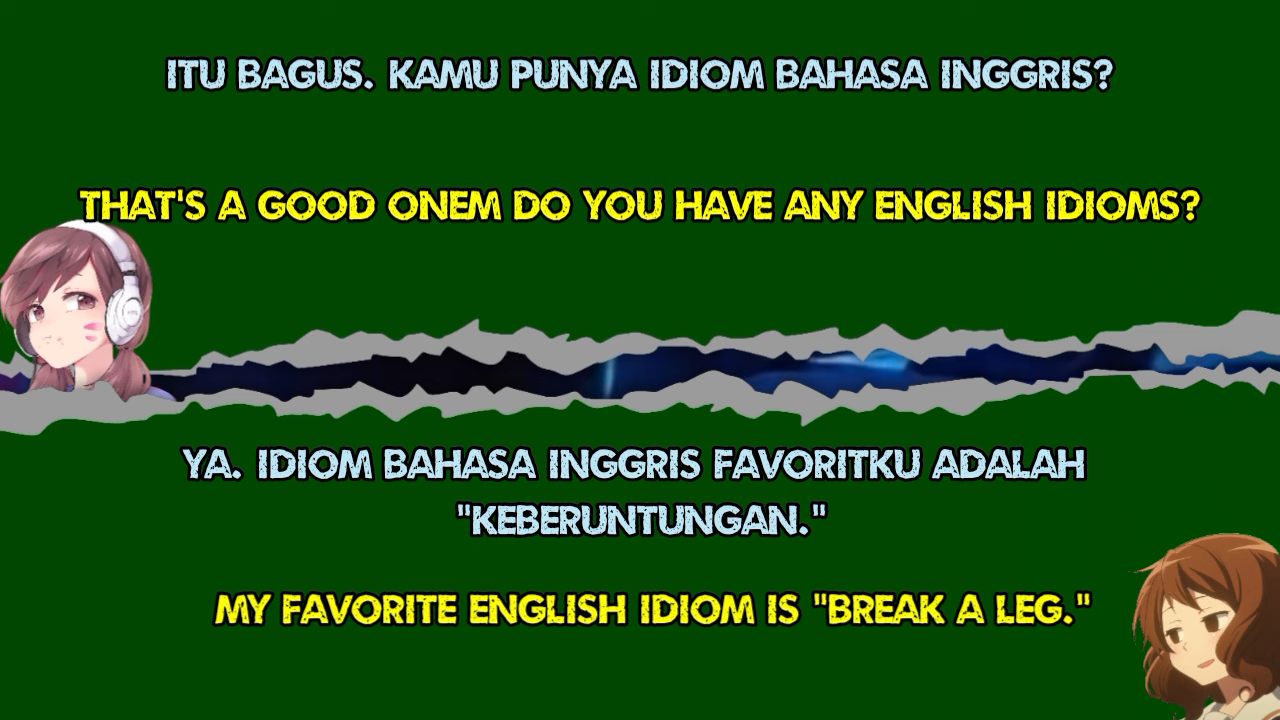 ITU BAGUS. KAMU PUNYA IDIOM BAHASA INGGRIS?
THAT'S A GOOD ONEM DO YOU HAVE ANY ENGLISH IDIOMS?
YA. IDIOM BAHASA INGGRIS FAVORITKU ADALAH
"KEBERUNTUNGAN."
MY FAVORITE ENGLISH IDIOM IS "BREAK A LEG."